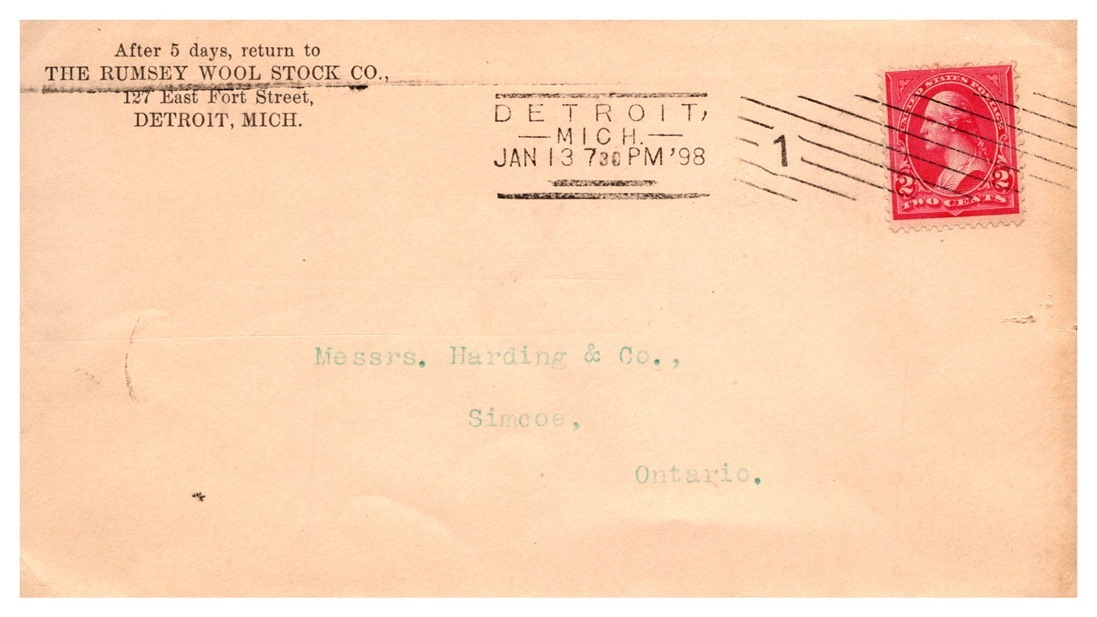 After 5 days, return to
THE RUMSEY WOOL STOCK CO.,
127 East Fort Street,
DETROIT, MICH.
DETROIT,
MICH.
JAN 13 730 PM '98
1
UNITED STATES POSTAGE
2 2
TWO CENTS
Messrs. Harding & Co.,
Simcoe,
Ontario.